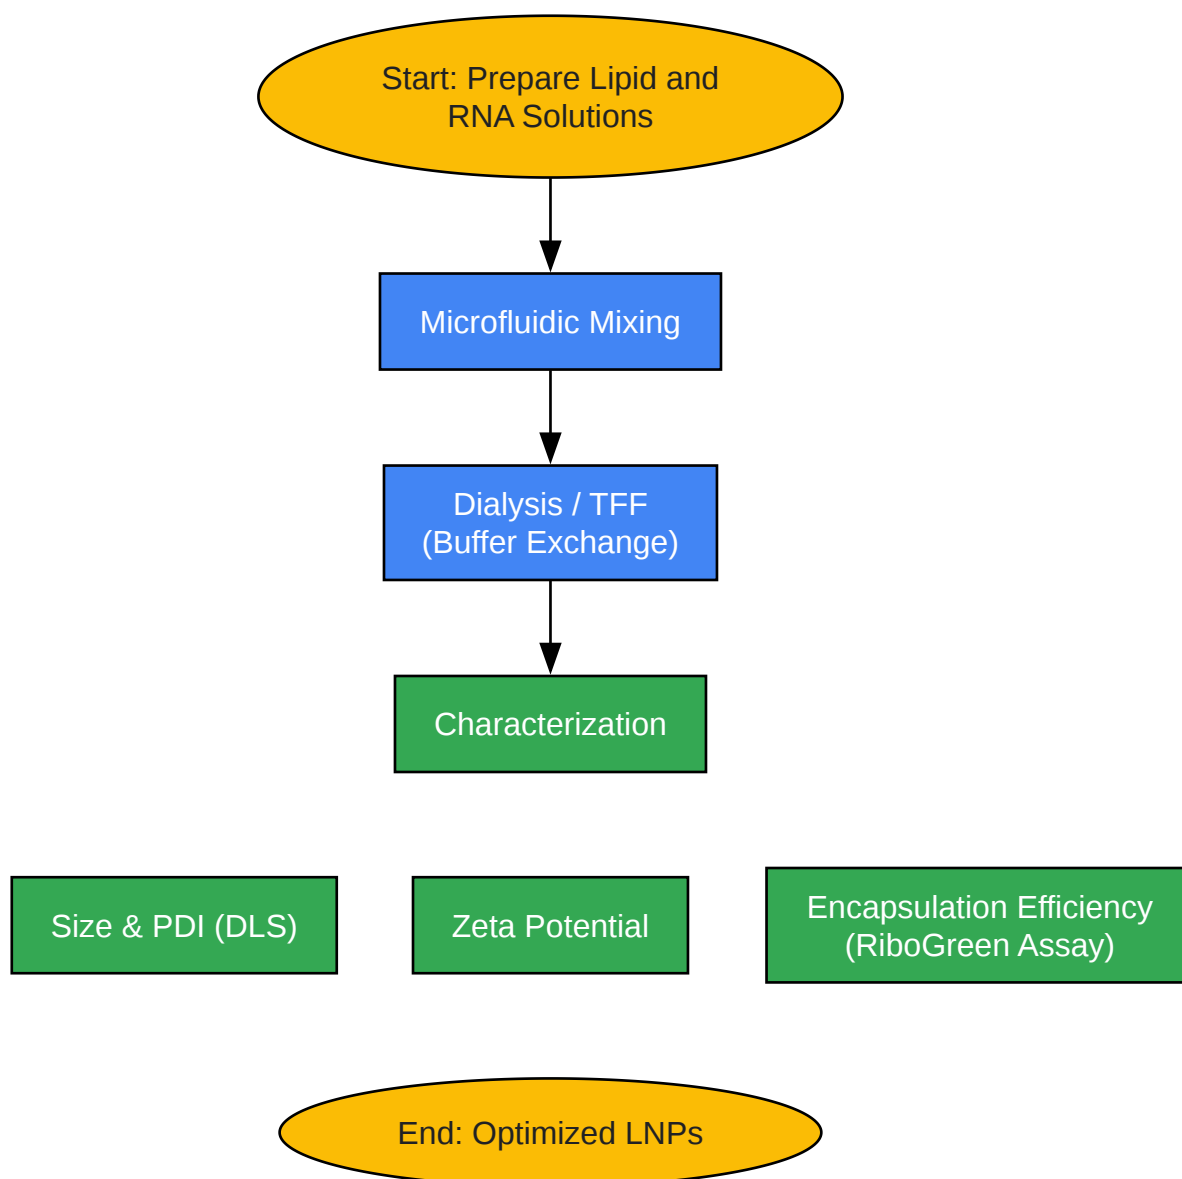 Start: Prepare Lipid and
RNA Solutions
Microfluidic Mixing
Dialysis / TFF
(Buffer Exchange)
Characterization
Size & PDI (DLS)
Zeta Potential
Encapsulation Efficiency
(RiboGreen Assay)
End: Optimized LNPs